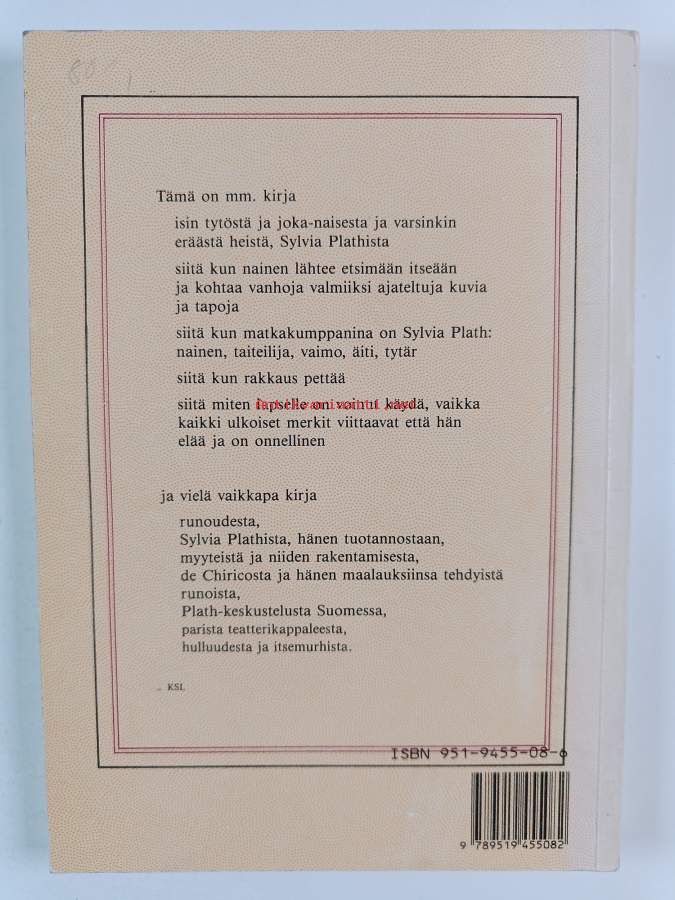 80
Tämä on mm. kirja
isin tytöstä ja joka-naisesta ja varsinkin
eräästä heistä, Sylvia Plathista
siitä kun nainen lähtee etsimään itseään
ja kohtaa vanhoja valmiiksi ajateltuja kuvia
ja tapoja
siitä kun matkakumppanina on Sylvia Plath:
nainen, taiteilija, vaimo, äiti, tytär
siitä kun rakkaus pettää
siitä miten lapselle on voinut käydä, vaikka
kaikki ulkoiset merkit viittaavat että hän
elää ja on onnellinen
ja vielä vaikkapa kirja
runoudesta,
Sylvia Plathista, hänen tuotannostaan,
myyteistä ja niiden rakentamisesta,
de Chiricosta ja hänen maalauksiinsa tehdyistä
runoista,
Plath-keskustelusta Suomessa,
parista teatterikappaleesta,
hulluudesta ja itsemurhista.
KSL
ISBN 951-9455-08-6
9 789519 455082